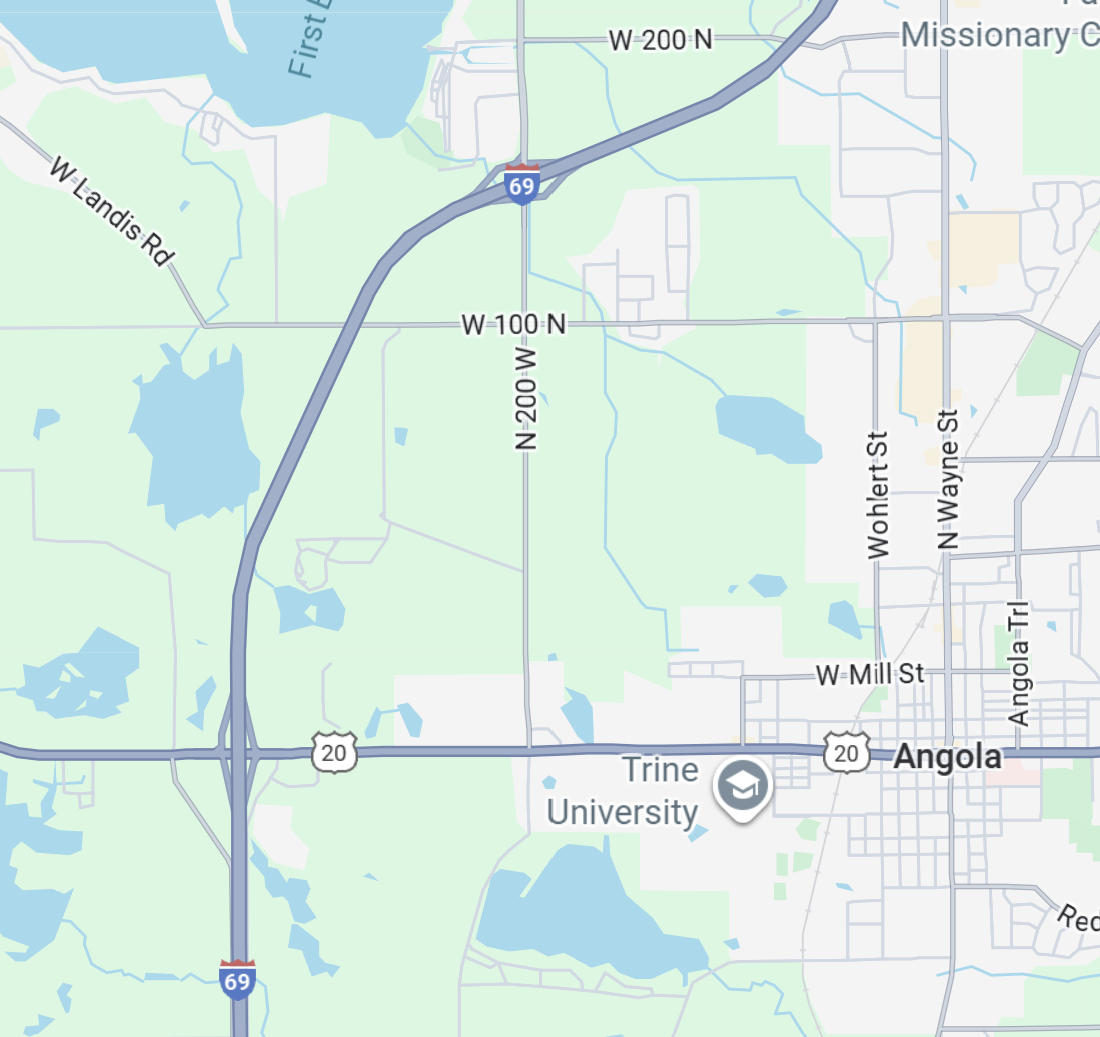 First
W 200 N
Missionary C
69
W Landis Rd
W 100 N
N 200 W
Wohlert St
N Wayne St
Angola Trl
W Mill St
20
20
Angola
Trine
University
Red
69